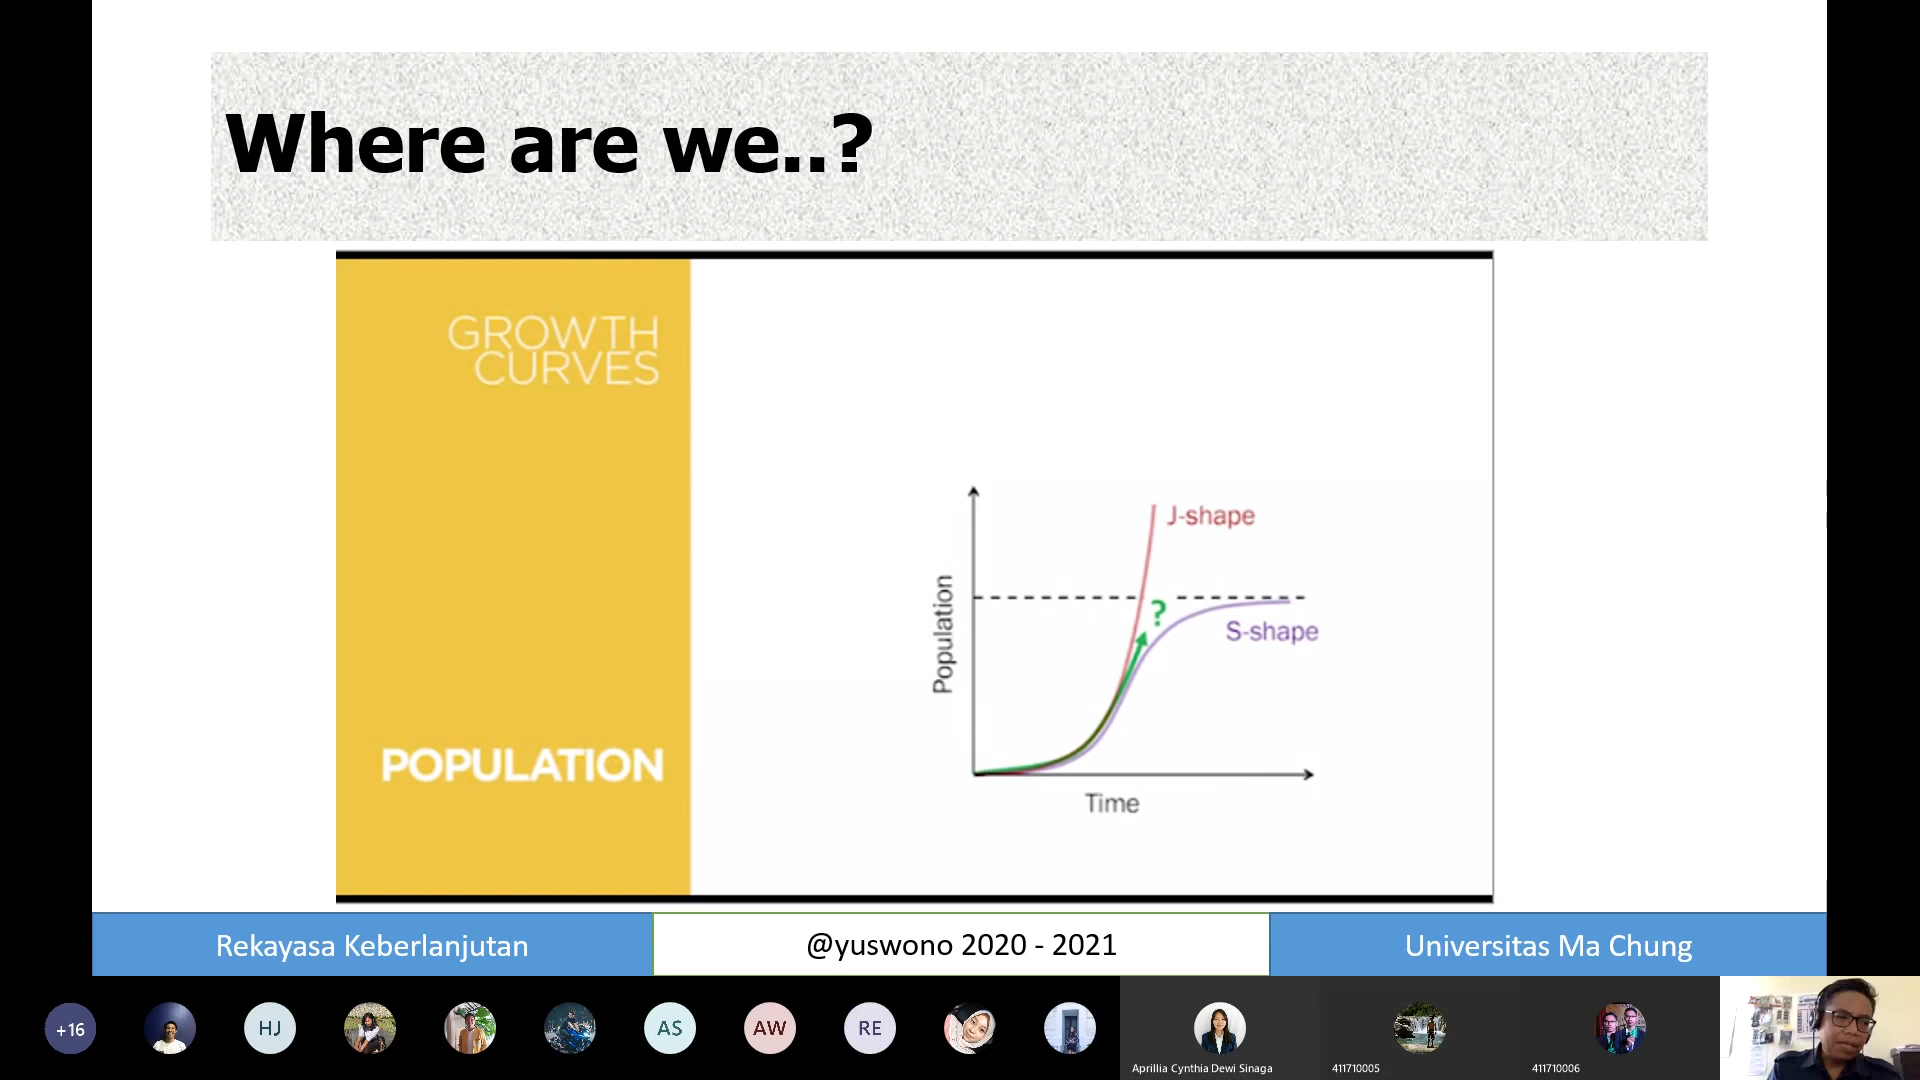 Where are we..?
GROWTH
CURVES
POPULATION
J-shape
?
S-shape
Population
Time
Rekayasa Keberlanjutan
@yuswono 2020 - 2021
Universitas Ma Chung
+16
HJ
AS
AW
RE
Aprillia Cynthia Dewi Sinaga
411710005
411710006